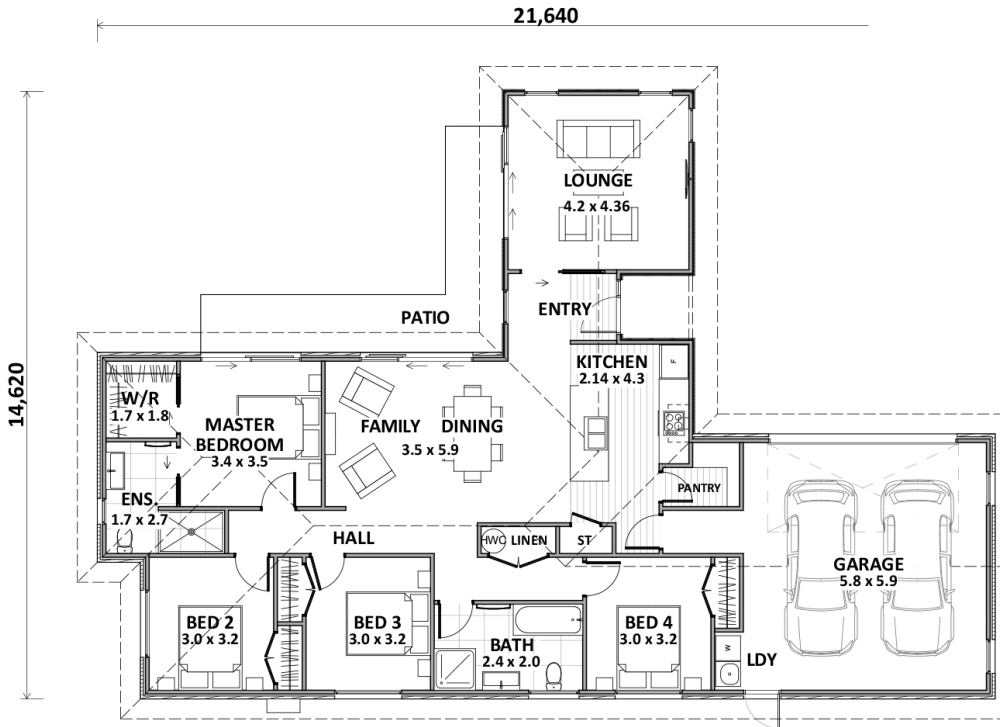 21,640
14,620
LOUNGE
4.2 x 4.36
ENTRY
PATIO
KITCHEN
2.14 x 4.3
F
W/R
1.7 x 1.8
MASTER
BEDROOM
3.4 x 3.5
FAMILY DINING
3.5 x 5.9
PANTRY
ENS.
1.7 x 2.7
HALL
HWC LINEN
ST
GARAGE
5.8 x 5.9
BED 2
3.0 x 3.2
BED 3
3.0 x 3.2
BATH
2.4 x 2.0
BED 4
3.0 x 3.2
W
LDY